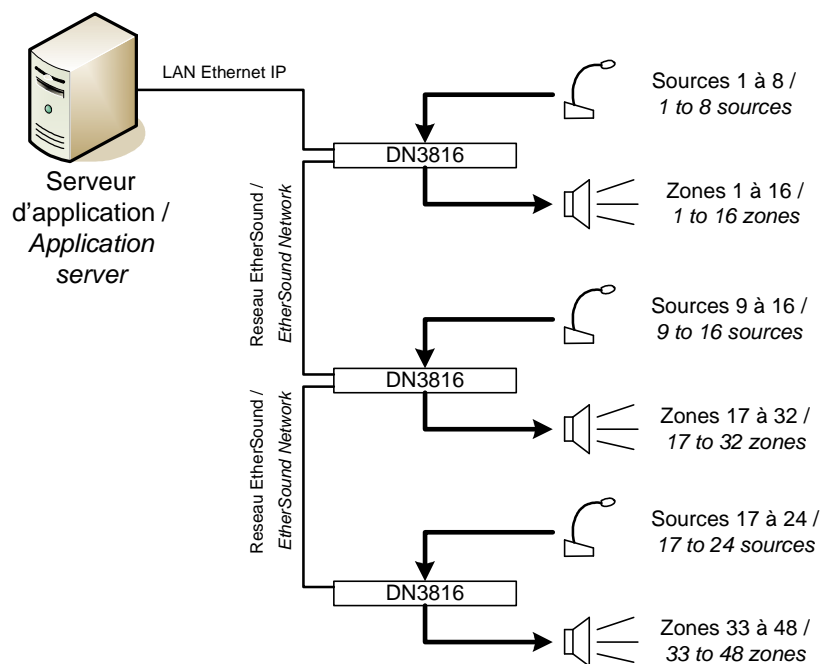 LAN Ethernet IP
Sources 1 à 8 /
1 to 8 sources
DN3816
Serveur
d'application /
Application
server
Zones 1 à 16 /
1 to 16 zones
Reseau EtherSound /
EtherSound Network
Sources 9 à 16 /
9 to 16 sources
DN3816
Zones 17 à 32 /
17 to 32 zones
Reseau EtherSound /
EtherSound Network
Sources 17 à 24 /
17 to 24 sources
DN3816
Zones 33 à 48 /
33 to 48 zones